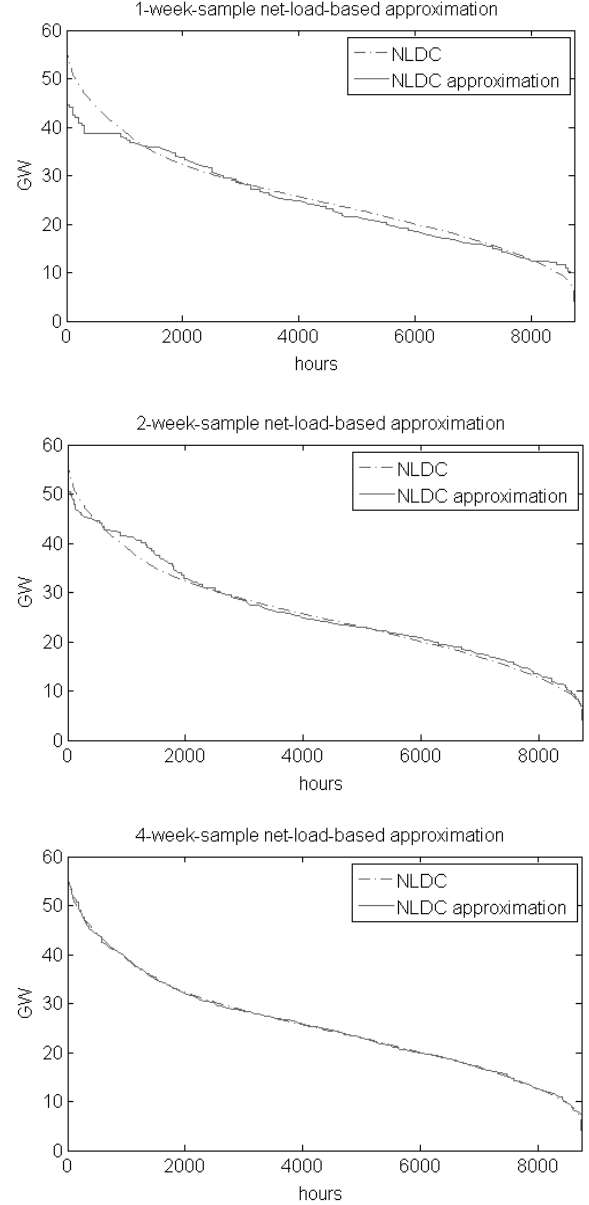 1-week-sample net-load-based approximation
60
50
40
30
20
10
0
GW
NLDC
NLDC approximation
0 2000 4000 6000 8000
hours
2-week-sample net-load-based approximation
60
50
40
30
20
10
0
GW
NLDC
NLDC approximation
0 2000 4000 6000 8000
hours
4-week-sample net-load-based approximation
60
50
40
30
20
10
0
GW
NLDC
NLDC approximation
0 2000 4000 6000 8000
hours